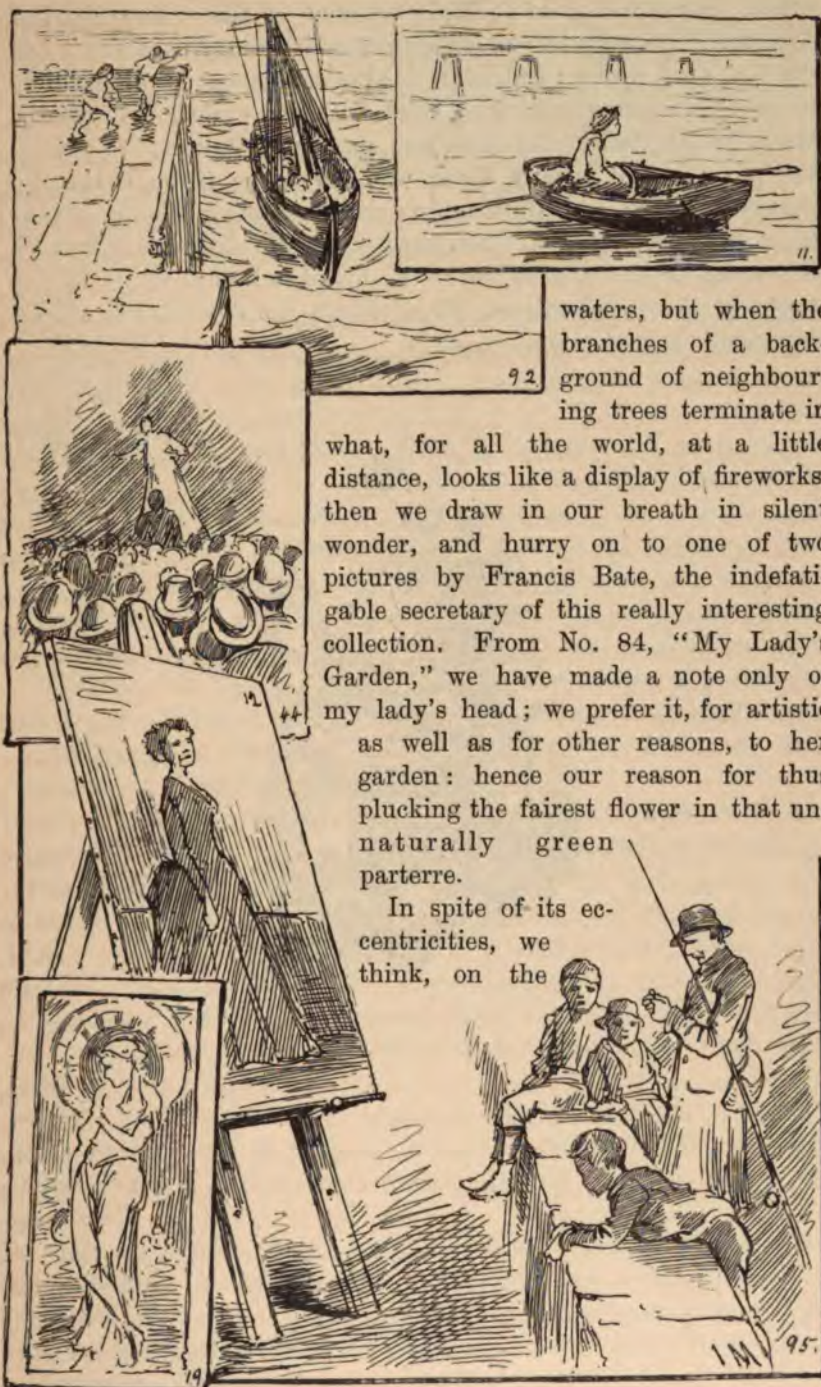 11.
92
waters, but when the
branches of a back
ground of neighbour
ing trees terminate in
what, for all the world, at a little
distance, looks like a display of fireworks
then we draw in our breath in silent
wonder, and hurry on to one of two
pictures by Francis Bate, the indefati
gable secretary of this really interesting
collection. From No. 84, “My Lady's
Garden,” we have made a note only of
my lady's head; we prefer it, for artistic
as well as for other reasons, to her
garden: hence our reason for thus
plucking the fairest flower in that un
naturally green
parterre.
In spite of its ec-
centricities, we
think, on the
44
12
19
95.